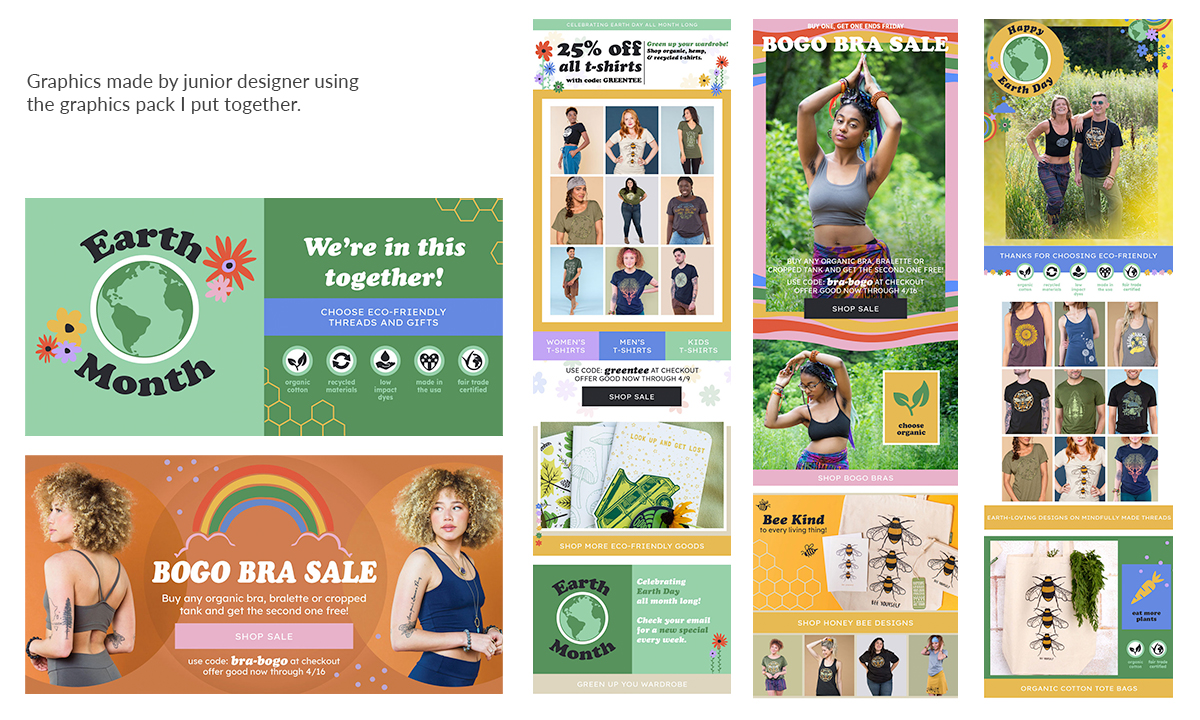 Graphics made by junior designer using
the graphics pack I put together.
Earth
Month
We're in this
together!
CHOOSE ECO-FRIENDLY
THREADS AND GIFTS
organic
cotton
recycled
materials
low
impact
dyes
made in
the usa
fair trade
certified
BOGO BRA SALE
Buy any organic bra, bralette or cropped
tank and get the second one free!
SHOP SALE
use code: bra-bogo at checkout
offer good now through 4/16
CELEBRATING EARTH DAY ALL MONTH LONG
25% off
all t-shirts
with code: GREENTEE
Green up your wardrobe!
Shop organic, hemp,
& recycled t-shirts.
WOMEN'S
T-SHIRTS
MEN'S
T-SHIRTS
KIDS
T-SHIRTS
USE CODE: greentee AT CHECKOUT
OFFER GOOD NOW THROUGH 4/9
SHOP SALE
LOOK UP AND GET LOST
SHOP MORE ECO-FRIENDLY GOODS
Earth
Month
Celebrating
Earth Day
all month long!
Check your email
for a new special
every week.
GREEN UP YOU WARDROBE
BUY ONE, GET ONE ENDS FRIDAY
BOGO BRA SALE
BUY ANY ORGANIC BRA, BRALETTE OR
CROPPED TANK AND GET THE SECOND ONE FREE!
USE CODE: bra-bogo AT CHECKOUT
OFFER GOOD NOW THROUGH 4/16
SHOP SALE
choose
organic
SHOP BOGO BRAS
Bee Kind
to every living thing!
BEE YOURSELF
SHOP HONEY BEE DESIGNS
Happy
Earth Day
THANKS FOR CHOOSING ECO-FRIENDLY
organic
cotton
recycled
materials
low
impact
dyes
made in
the usa
fair trade
certified
EARTH-LOVING DESIGNS ON MINDFULLY MADE THREADS
eat more
plants
organic
cotton
fair trade
certified
ORGANIC COTTON TOTE BAGS